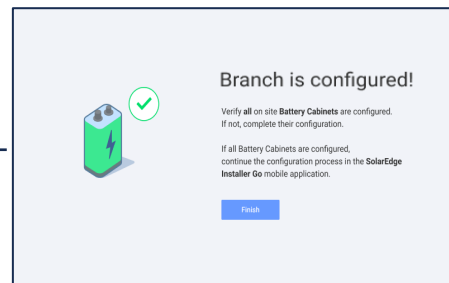 Branch is configured!
Verify all on site Battery Cabinets are configured.
If not, complete their configuration.
If all Battery Cabinets are configured,
continue the configuration process in the SolarEdge
Installer Go mobile application.
Finish